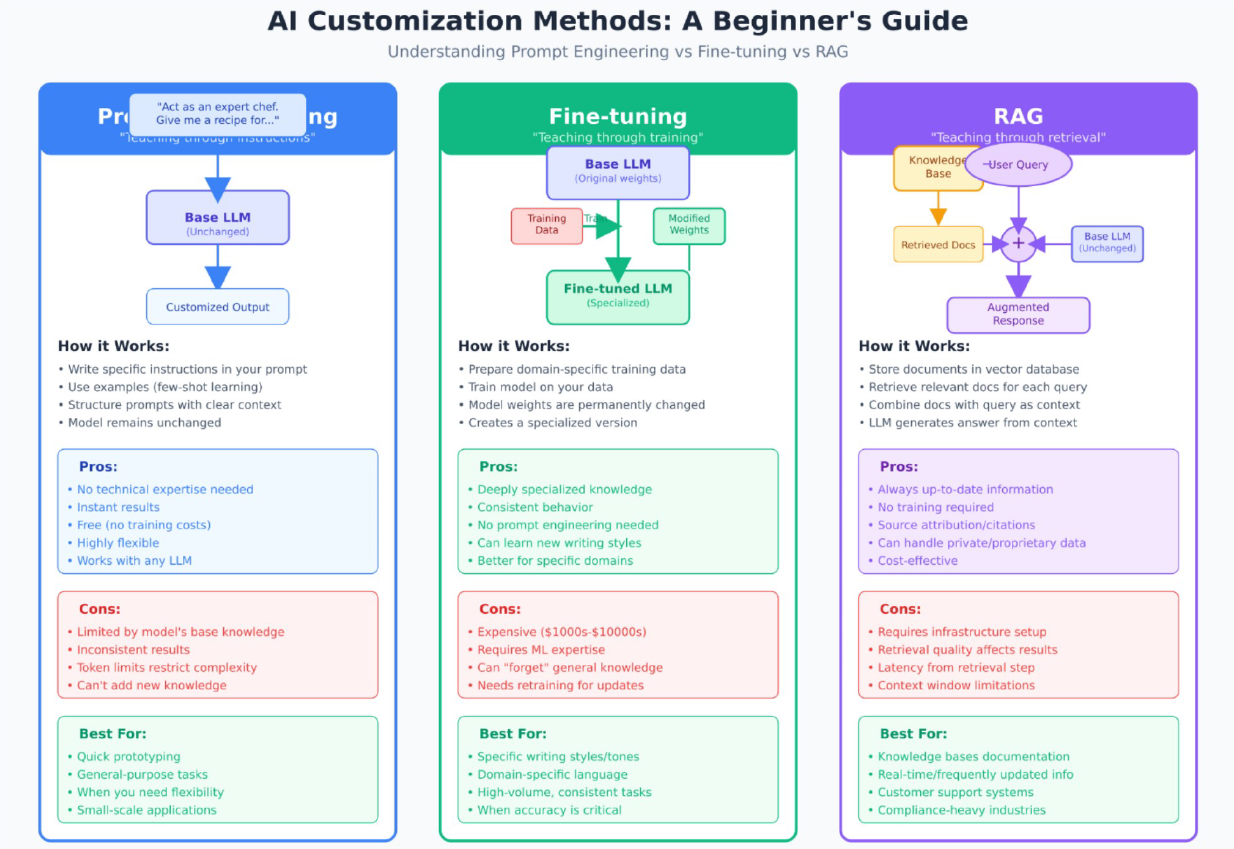 AI Customization Methods: A Beginner's Guide
Understanding Prompt Engineering vs Fine-tuning vs RAG
"Act as an expert chef.
Give me a recipe for..."
"Teaching through instructions"
Base LLM
(Unchanged)
Customized Output
How it Works:
• Write specific instructions in your prompt
• Use examples (few-shot learning)
• Structure prompts with clear context
• Model remains unchanged
Pros:
• No technical expertise needed
• Instant results
• Free (no training costs)
• Highly flexible
• Works with any LLM
Cons:
• Limited by model's base knowledge
• Inconsistent results
• Token limits restrict complexity
• Can't add new knowledge
Best For:
• Quick prototyping
• General-purpose tasks
• When you need flexibility
• Small-scale applications
Fine-tuning
"Teaching through training"
Base LLM
(Original weights)
Training
Data
Train
Modified
Weights
Fine-tuned LLM
(Specialized)
How it Works:
• Prepare domain-specific training data
• Train model on your data
• Model weights are permanently changed
• Creates a specialized version
Pros:
• Deeply specialized knowledge
• Consistent behavior
• No prompt engineering needed
• Can learn new writing styles
• Better for specific domains
Cons:
• Expensive ($1000s-$10000s)
• Requires ML expertise
• Can "forget" general knowledge
• Needs retraining for updates
Best For:
• Specific writing styles/tones
• Domain-specific language
• High-volume, consistent tasks
• When accuracy is critical
RAG
"Teaching through retrieval"
Knowledge
Base
User Query
Retrieved Docs
+
Base LLM
(Unchanged)
Augmented
Response
How it Works:
• Store documents in vector database
• Retrieve relevant docs for each query
• Combine docs with query as context
• LLM generates answer from context
Pros:
• Always up-to-date information
• No training required
• Source attribution/citations
• Can handle private/proprietary data
• Cost-effective
Cons:
• Requires infrastructure setup
• Retrieval quality affects results
• Latency from retrieval step
• Context window limitations
Best For:
• Knowledge bases documentation
• Real-time/frequently updated info
• Customer support systems
• Compliance-heavy industries